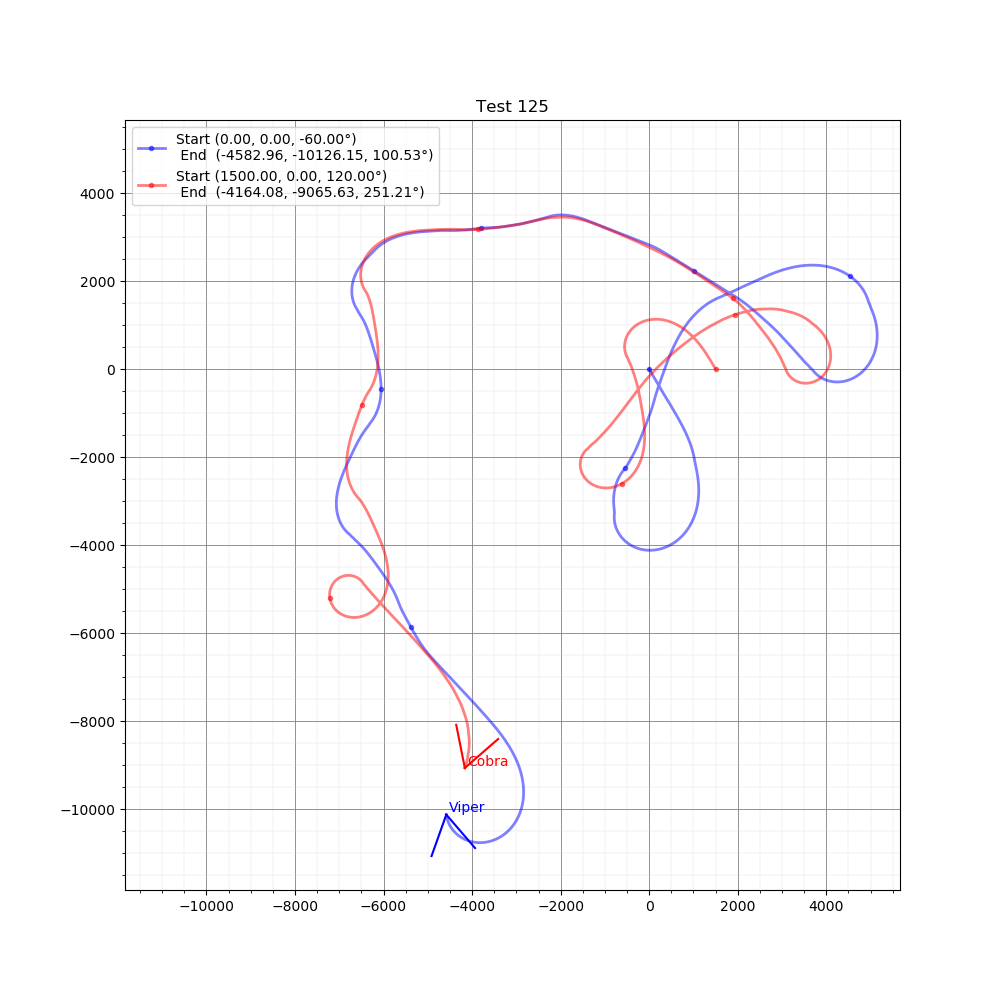 Test 125
Start (0.00, 0.00, -60.00°)
End (-4582.96, -10126.15, 100.53°)
Start (1500.00, 0.00, 120.00°)
End (-4164.08, -9065.63, 251.21°)
4000
2000
0
−2000
−4000
−6000
−8000
−10000
Cobra
Viper
−10000 −8000 −6000 −4000 −2000 0 2000 4000